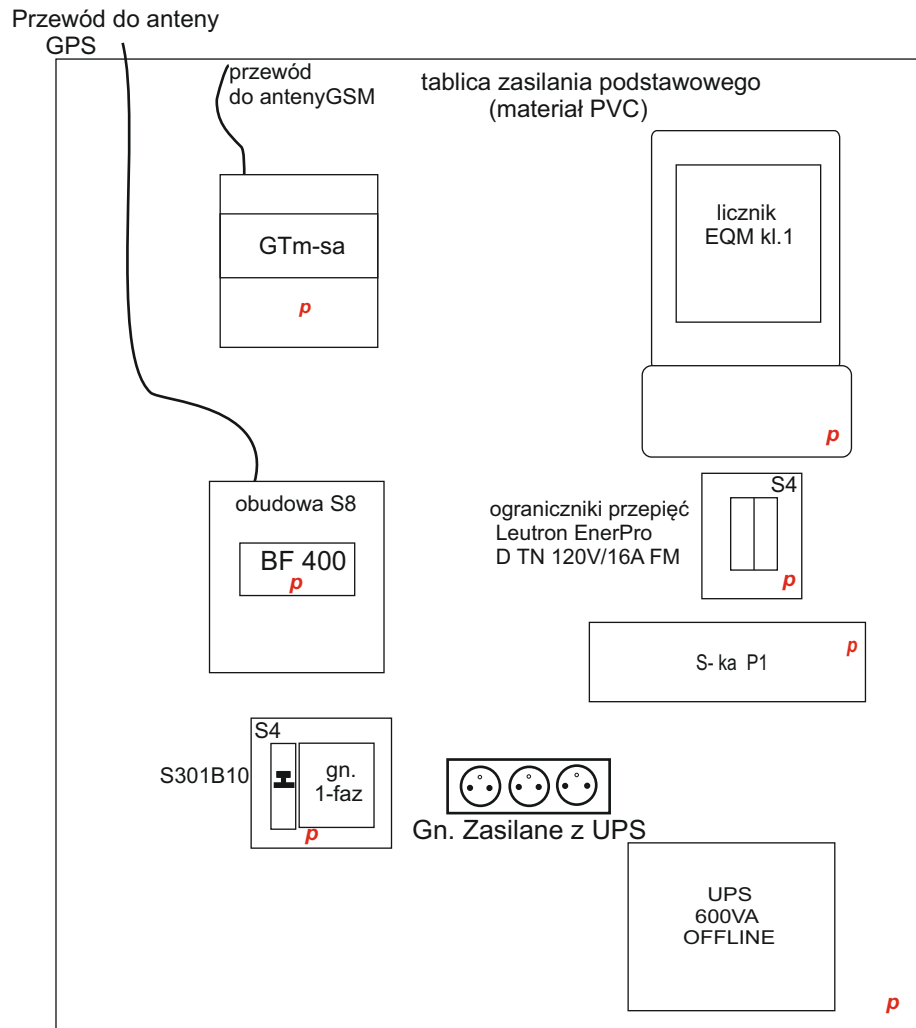 Przewód do anteny
GPS
przewód
do antenyGSM
tablica zasilania podstawowego
(materiał PVC)
GTm-sa
p
licznik
EQM kl.1
p
obudowa S8
BF 400
p
ograniczniki przepięć
Leutron EnerPro
D TN 120V/16A FM
S4
p
S- ka P1
p
S4
S301B10
gn.
1-faz
p
Gn. Zasilane z UPS
UPS
600VA
OFFLINE
p